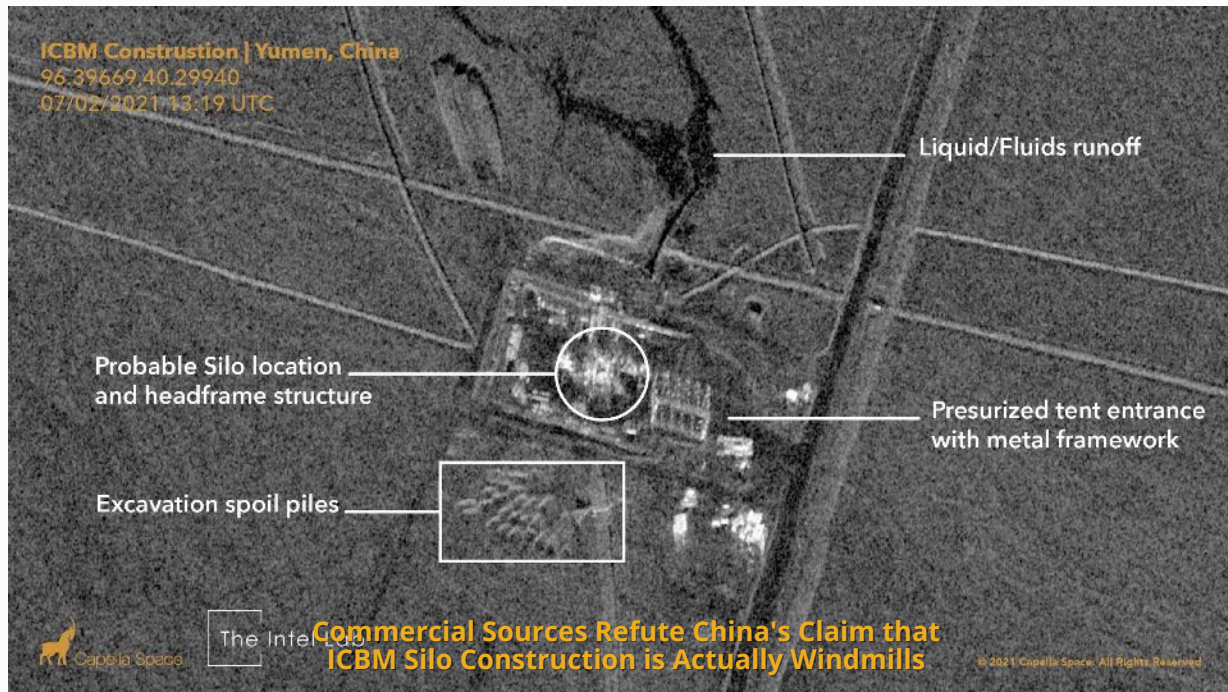 ICBM Construstion | Yumen, China
96.39669,40.29940
07/02/2021 13:19 UTC
Liquid/Fluids runoff
Probable Silo location
and headframe structure
Presurized tent entrance
with metal framework
Excavation spoil piles
Capella Space
The Intel Lab
Commercial Sources Refute China's Claim that
ICBM Silo Construction is Actually Windmills
© 2021 Capella Space. All Rights Reserved